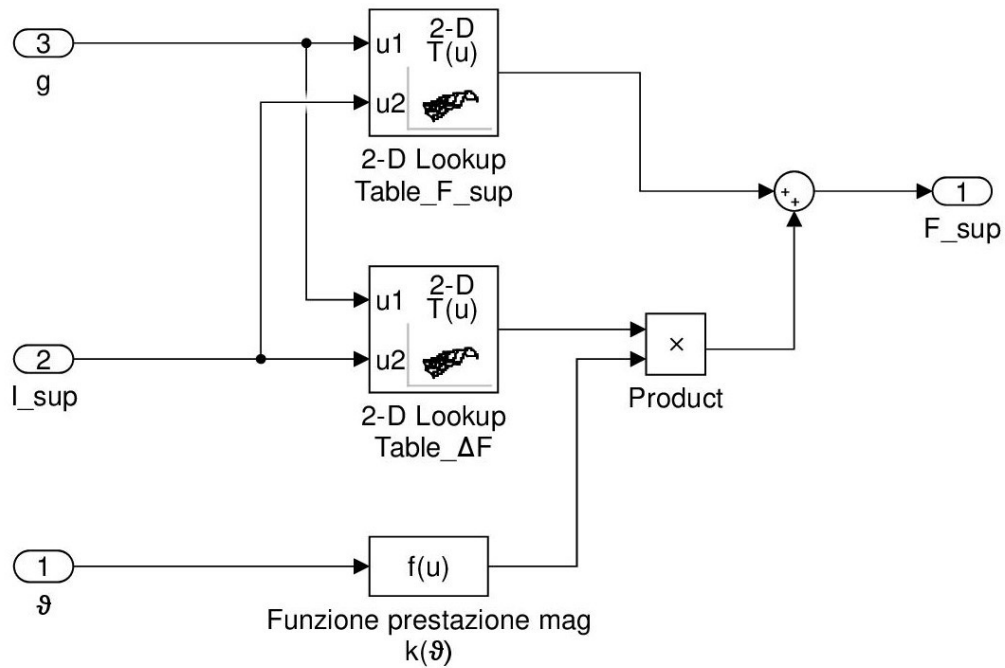 3
g
u1
u2
2-D
T(u)
2-D Lookup
Table_F_sup
+
+
1
F_sup
2
I_sup
u1
u2
2-D
T(u)
2-D Lookup
Table_ΔF
×
Product
1
ϑ
f(u)
Funzione prestazione mag
k(ϑ)